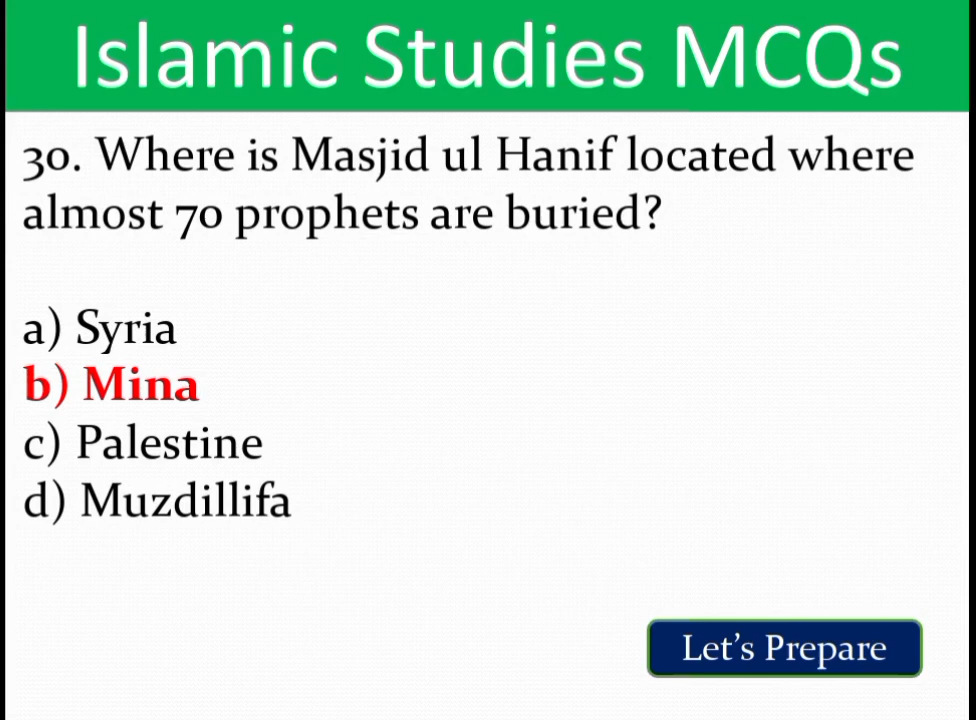 Islamic Studies MCQs
30. Where is Masjid ul Hanif located where
almost 70 prophets are buried?
a) Syria
b) Mina
c) Palestine
d) Muzdillifa
Let's Prepare